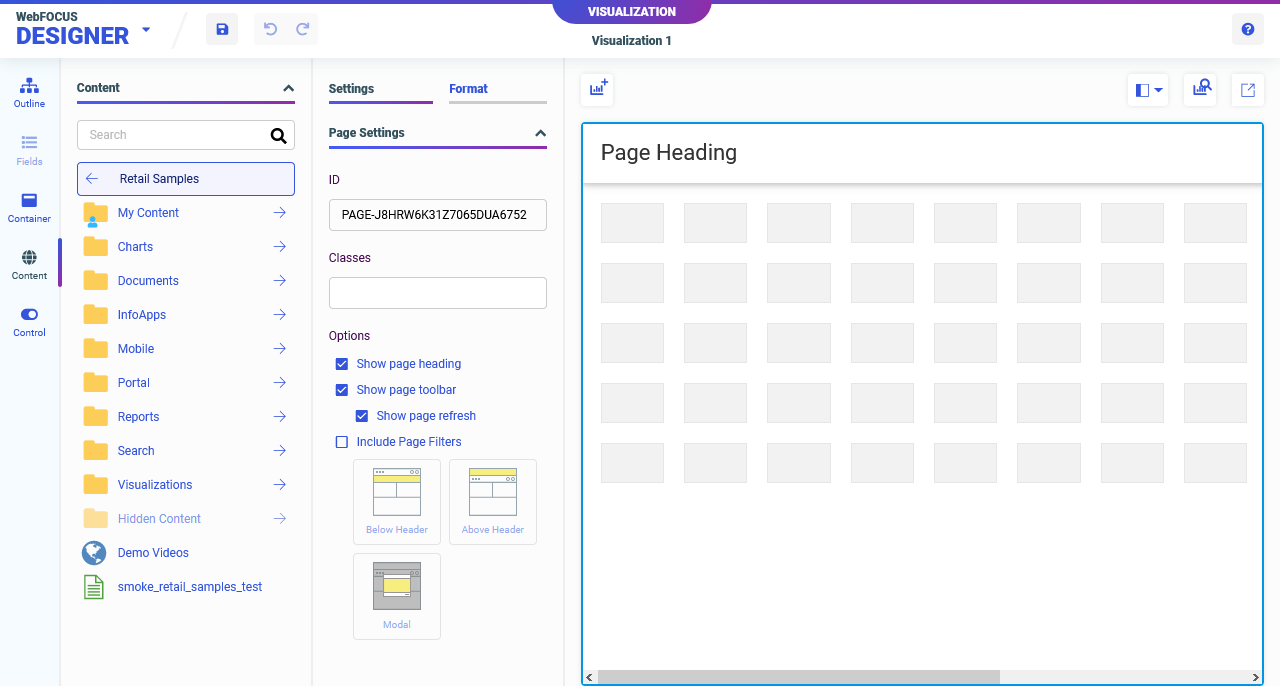 WebFOCUS
DESIGNER
VISUALIZATION
Visualization 1
Outline
Fields
Container
Content
Control
Content
Search
Retail Samples
My Content
Charts
Documents
InfoApps
Mobile
Portal
Reports
Search
Visualizations
Hidden Content
Demo Videos
smoke_retail_samples_test
Settings
Format
Page Settings
ID
PAGE-J8HRW6K31Z7065DUA6752
Classes
Options
Show page heading
Show page toolbar
Show page refresh
Include Page Filters
Below Header
Above Header
Modal
Page Heading